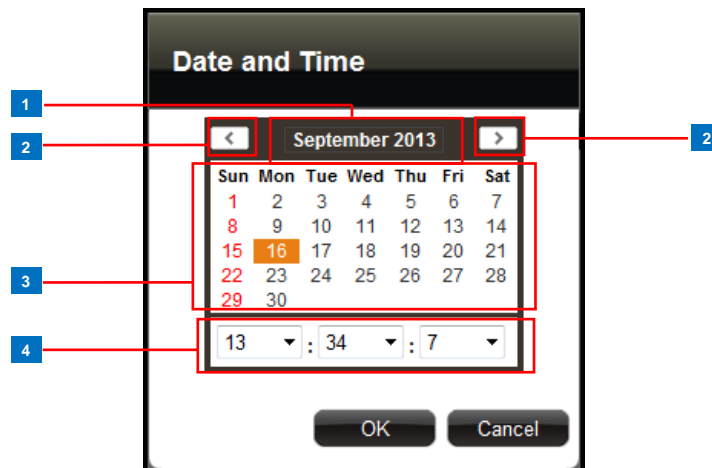 Date and Time
1
2
< September 2013 >
2
Sun Mon Tue Wed Thu Fri Sat
1 2 3 4 5 6 7
8 9 10 11 12 13 14
15 16 17 18 19 20 21
22 23 24 25 26 27 28
3
29 30
13 : 34 : 7
4
OK Cancel